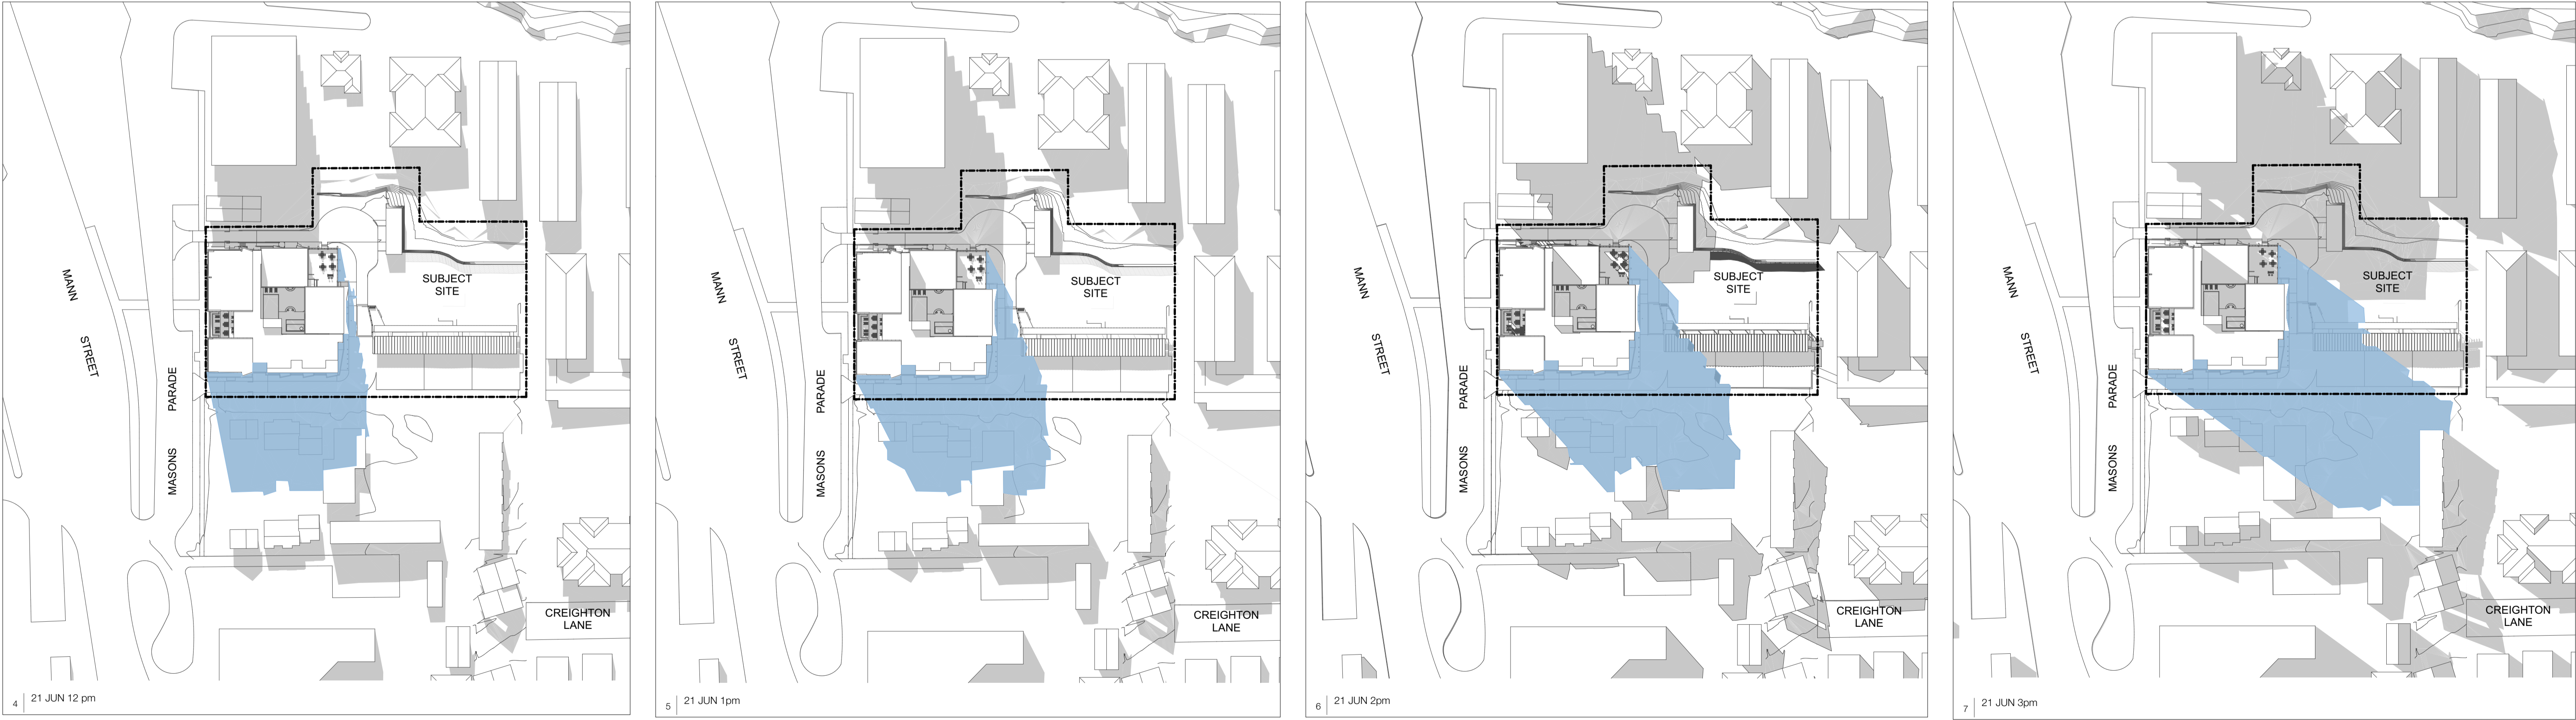 SUBJECT
SITE
MANN
STREET
PARADE
MASONS
CREIGHTON
LANE
4 21 JUN 12 pm
SUBJECT
SITE
MANN
STREET
PARADE
MASONS
CREIGHTON
LANE
5 21 JUN 1pm
SUBJECT
SITE
MANN
STREET
PARADE
MASONS
CREIGHTON
LANE
6 21 JUN 2pm
SUBJECT
SITE
MANN
STREET
PARADE
MASONS
CREIGHTON
LANE
7 21 JUN 3pm